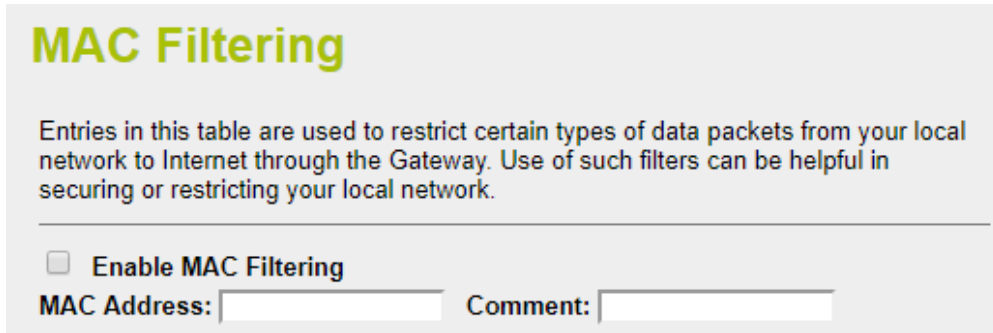 MAC Filtering
Entries in this table are used to restrict certain types of data packets from your local
network to Internet through the Gateway. Use of such filters can be helpful in
securing or restricting your local network.
Enable MAC Filtering
MAC Address: Comment: